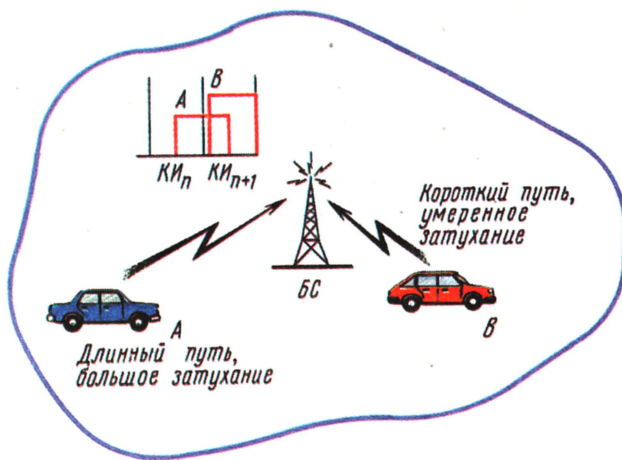 B
A
КИn
КИn+1
Короткий путь,
умеренное
затухание
БС
A
B
Длинный путь,
большое затухание